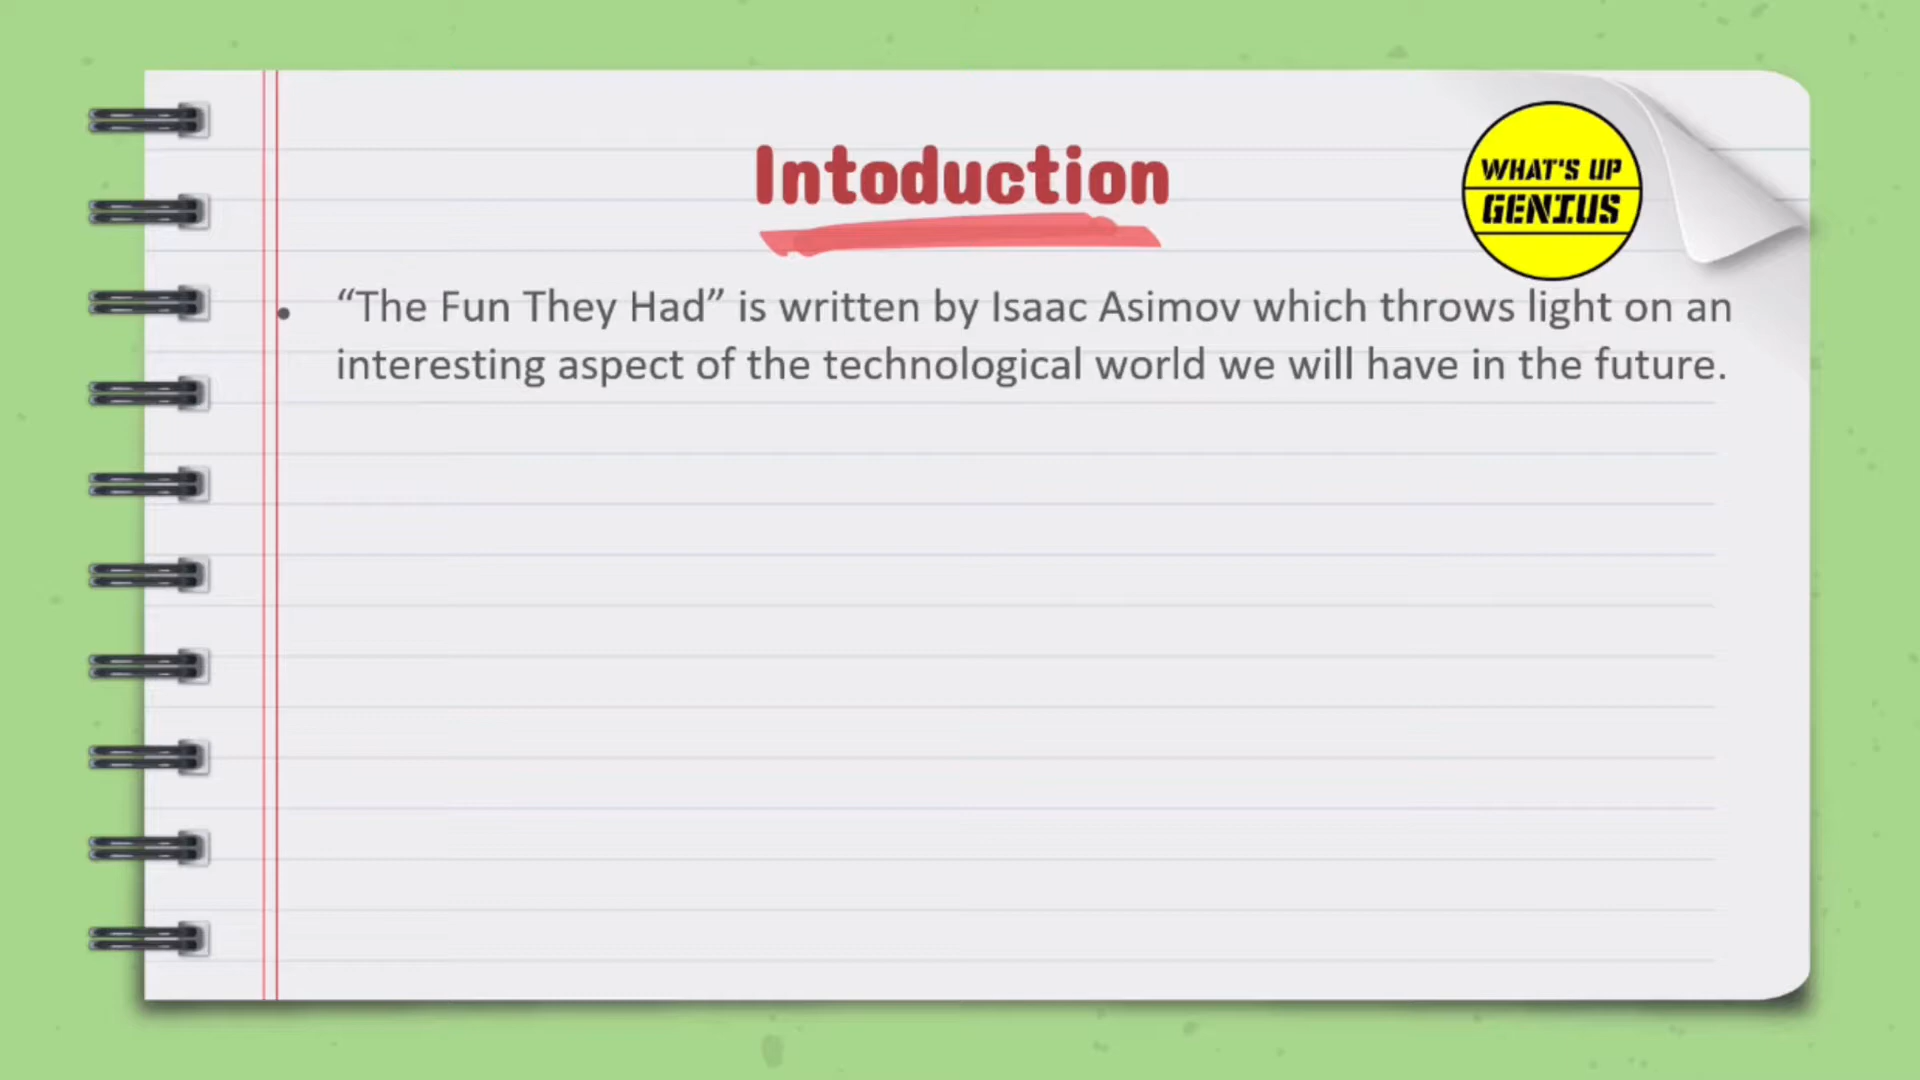 Intoduction
WHAT'S UP
GENIUS
• “The Fun They Had” is written by Isaac Asimov which throws light on an
interesting aspect of the technological world we will have in the future.